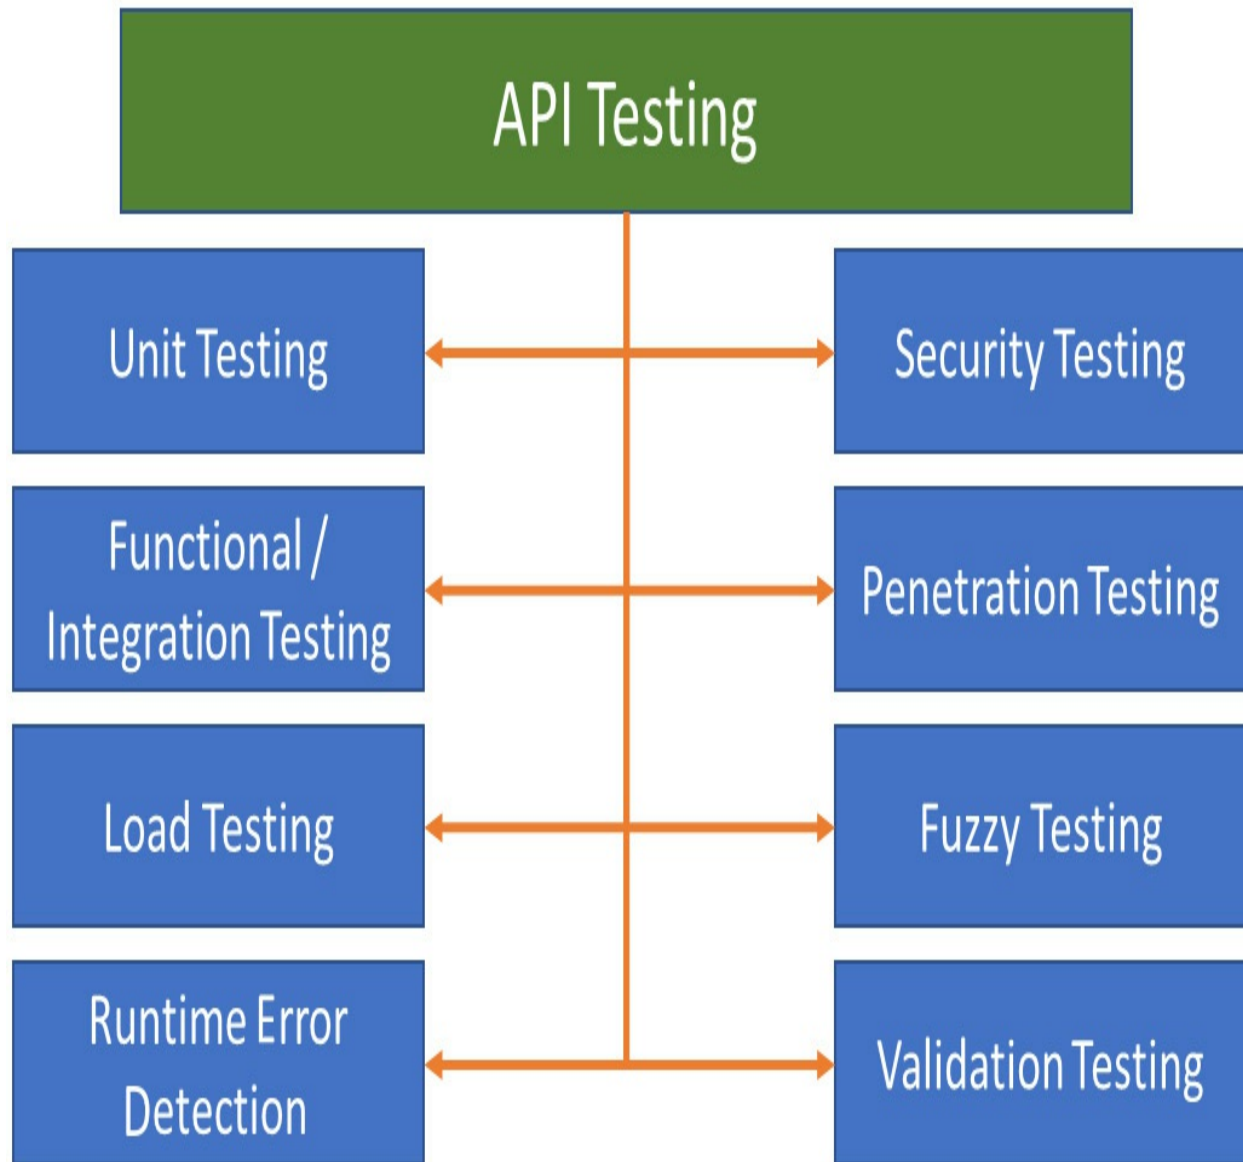 API Testing
Unit Testing
Security Testing
Functional /
Integration Testing
Penetration Testing
Load Testing
Fuzzy Testing
Runtime Error
Detection
Validation Testing